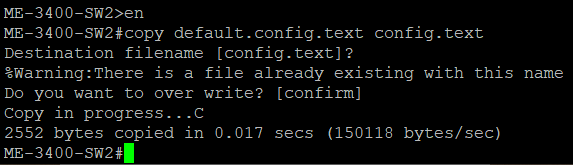 ME-3400-SW2>en
ME-3400-SW2#copy default.config.text config.text
Destination filename [config.text]?
%Warning:There is a file already existing with this name
Do you want to over write? [confirm]
Copy in progress...C
2552 bytes copied in 0.017 secs (150118 bytes/sec)
ME-3400-SW2#